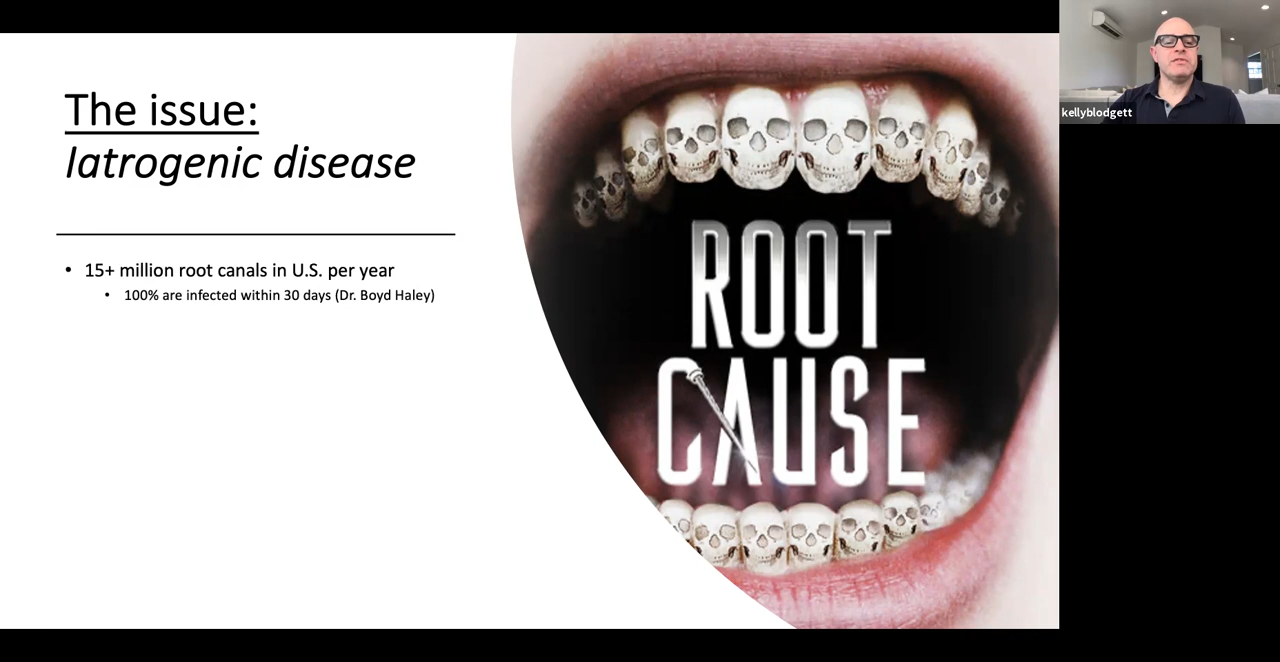 The issue:
Iatrogenic disease
• 15+ million root canals in U.S. per year
• 100% are infected within 30 days (Dr. Boyd Haley)
ROOT
CAUSE
kellyblodgett